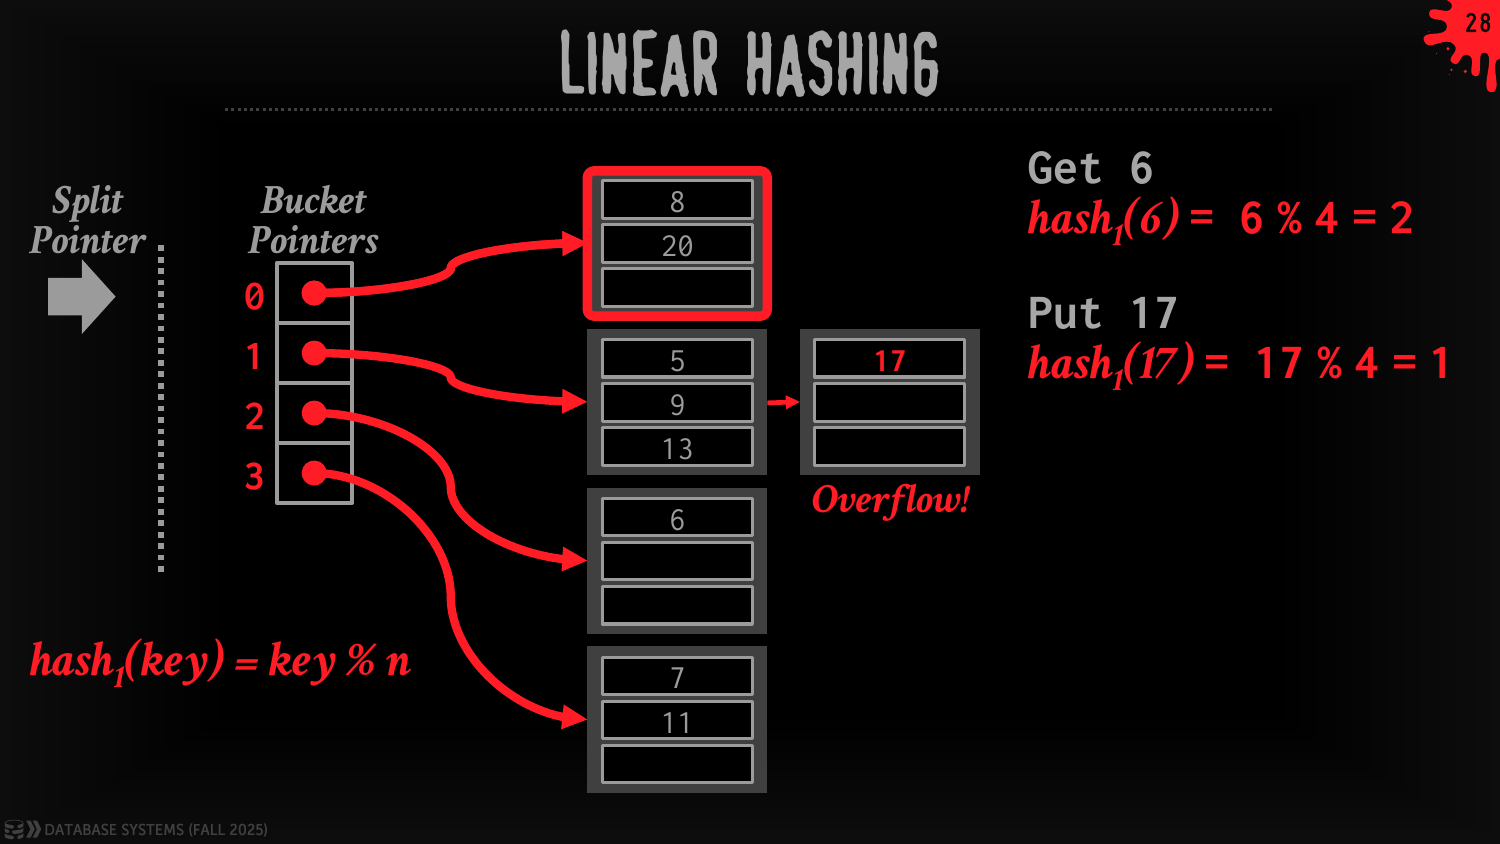 28
LINEAR HASHING
Split
Pointer
Bucket
Pointers
0
1
2
3
8
20
5
9
13
17
Overflow!
6
7
11
Get 6
hash₁(6) = 6 % 4 = 2
Put 17
hash₁(17) = 17 % 4 = 1
hash₁(key) = key % n
DATABASE SYSTEMS (FALL 2025)